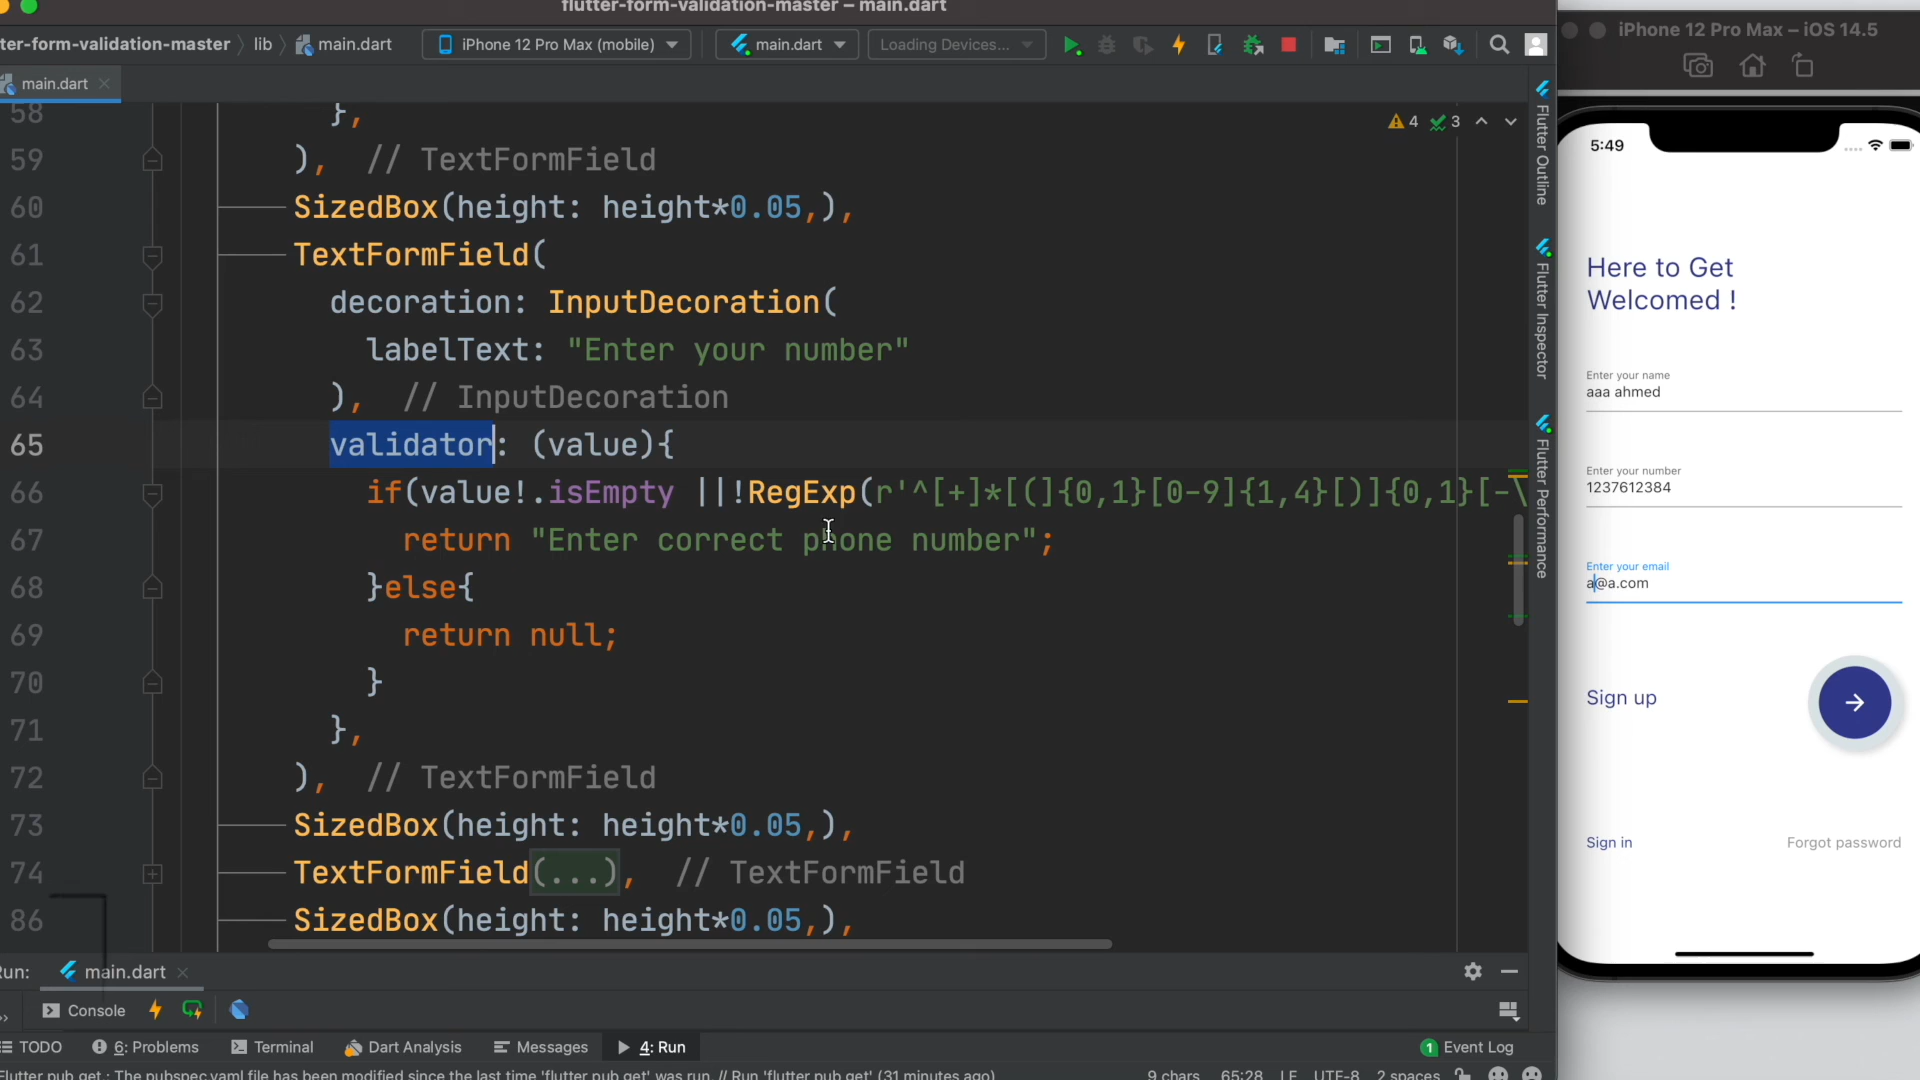 flutter-form-validation-master – main.dart
ter-form-validation-master lib main.dart iPhone 12 Pro Max (mobile) main.dart Loading Devices...
main.dart
58 },
59 ), // TextFormField
60 SizedBox(height: height*0.05,),
61 TextFormField(
62 decoration: InputDecoration(
63 labelText: "Enter your number"
64 ), // InputDecoration
65 validator: (value){
66 if(value!.isEmpty ||!RegExp(r'^[+]*[(]{0,1}[0-9]{1,4}[)]{0,1}[-\
67 return "Enter correct phone number";
68 }else{
69 return null;
70 }
71 },
72 ), // TextFormField
73 SizedBox(height: height*0.05,),
74 TextFormField(...), // TextFormField
86 SizedBox(height: height*0.05,),
4 3
Flutter Outline
Flutter Inspector
Flutter Performance
Run: main.dart
Console
TODO 6: Problems Terminal Dart Analysis Messages 4: Run 1 Event Log
Flutter pub get.: The pubspec.yaml file has been modified since the last time 'flutter pub get' was run. // Run 'flutter pub get' (31 minutes ago) 9 chars 65:28 LF UTF-8 2 spaces
iPhone 12 Pro Max – iOS 14.5
5:49
Here to Get
Welcomed !
Enter your name
aaa ahmed
Enter your number
1237612384
Enter your email
a@a.com
Sign up
Sign in Forgot password